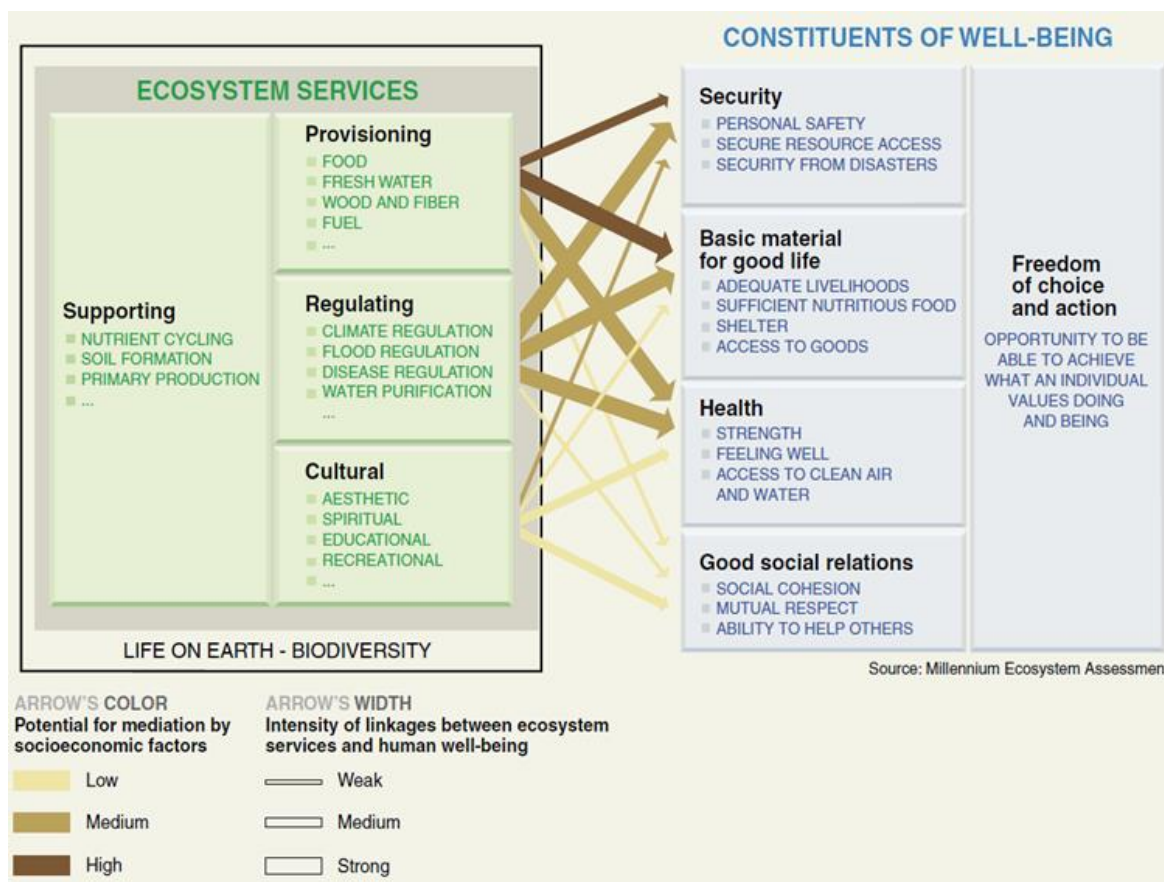 CONSTITUENTS OF WELL-BEING
ECOSYSTEM SERVICES
Supporting
NUTRIENT CYCLING
SOIL FORMATION
PRIMARY PRODUCTION
...
Provisioning
FOOD
FRESH WATER
WOOD AND FIBER
FUEL
...
Regulating
CLIMATE REGULATION
FLOOD REGULATION
DISEASE REGULATION
WATER PURIFICATION
...
Cultural
AESTHETIC
SPIRITUAL
EDUCATIONAL
RECREATIONAL
...
LIFE ON EARTH - BIODIVERSITY
Security
PERSONAL SAFETY
SECURE RESOURCE ACCESS
SECURITY FROM DISASTERS
Basic material
for good life
ADEQUATE LIVELIHOODS
SUFFICIENT NUTRITIOUS FOOD
SHELTER
ACCESS TO GOODS
Health
STRENGTH
FEELING WELL
ACCESS TO CLEAN AIR
AND WATER
Good social relations
SOCIAL COHESION
MUTUAL RESPECT
ABILITY TO HELP OTHERS
Freedom
of choice
and action
OPPORTUNITY TO BE
ABLE TO ACHIEVE
WHAT AN INDIVIDUAL
VALUES DOING
AND BEING
Source: Millennium Ecosystem Assessmen
ARROW'S COLOR
Potential for mediation by
socioeconomic factors
Low
Medium
High
ARROW'S WIDTH
Intensity of linkages between ecosystem
services and human well-being
Weak
Medium
Strong